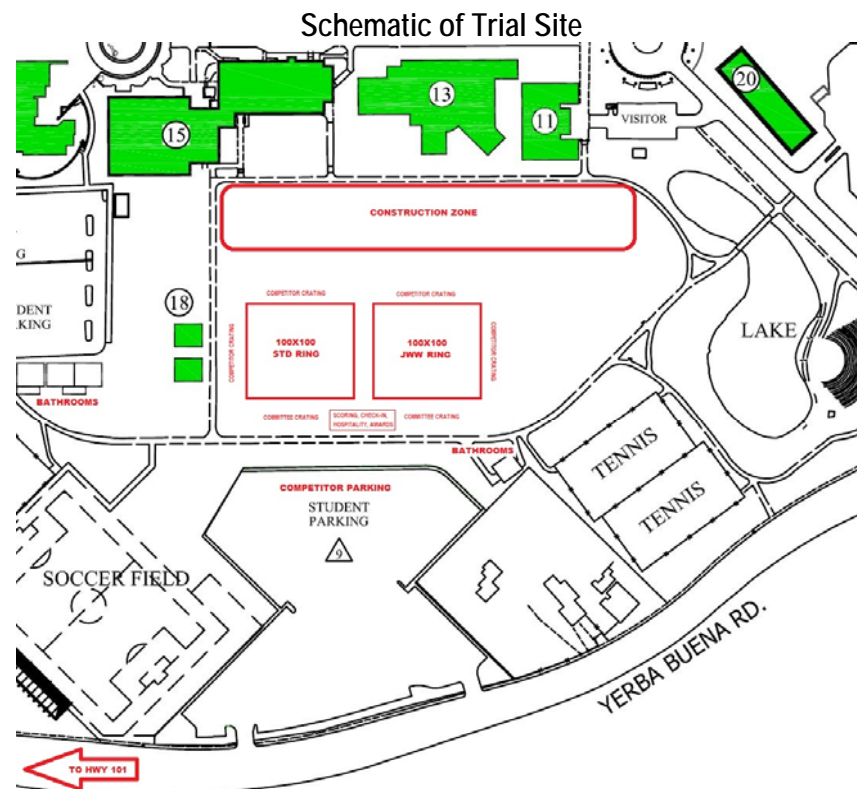 Schematic of Trial Site
20
13
15
11
VISITOR
CONSTRUCTION ZONE
G
DENT
KING
18
COMPETITOR CRATING
COMPETITOR CRATING
COMPETITOR CRATING
100X100
STD RING
100X100
JWW RING
COMPETITOR CRATING
LAKE
BATHROOMS
COMMITTEE CRATING
SCORING, CHECK-IN,
HOSPITALITY, AWARDS
COMMITTEE CRATING
BATHROOMS
TENNIS
TENNIS
COMPETITOR PARKING
STUDENT
PARKING
9
SOCCER FIELD
YERBA BUENA RD.
TO HWY 101